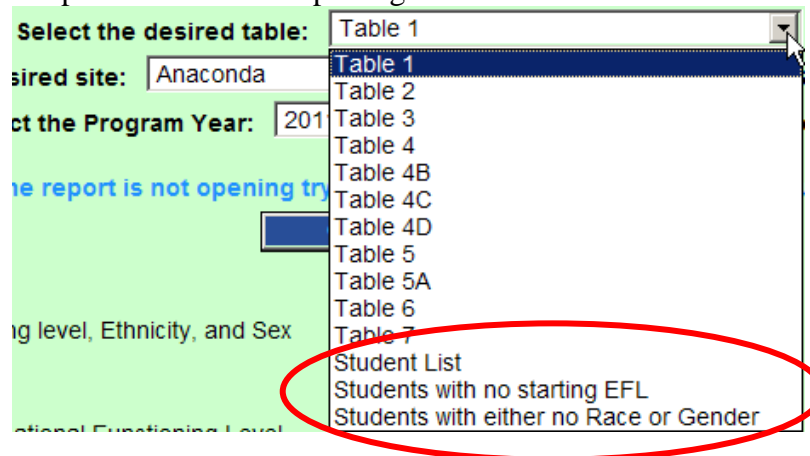 Select the desired table: Table 1
sired site: Anaconda
ct the Program Year: 201
ne report is not opening try
Table 1
Table 2
Table 3
Table 4
Table 4B
Table 4C
Table 4D
Table 5
Table 5A
Table 6
Table 7
Student List
Students with no starting EFL
Students with either no Race or Gender
ng level, Ethnicity, and Sex